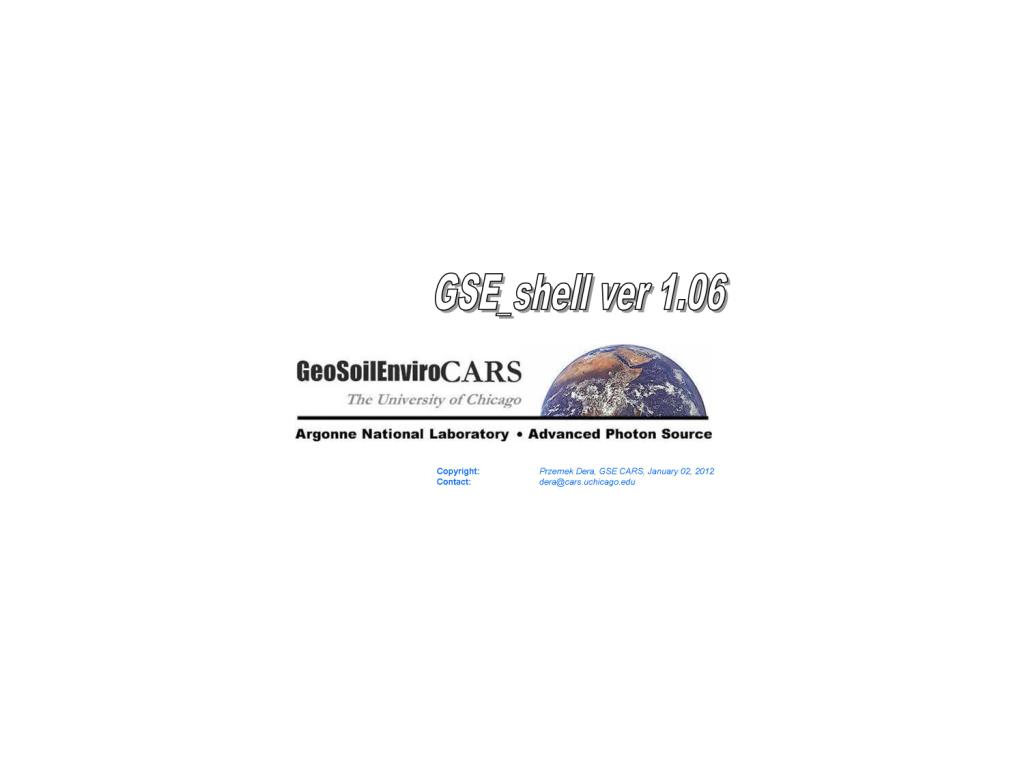 GSE_shell ver 1.06
GeoSoilEnviroCARS
The University of Chicago
Argonne National Laboratory • Advanced Photon Source
Copyright: Przemek Dera, GSE CARS, January 02, 2012
Contact: dera@cars.uchicago.edu